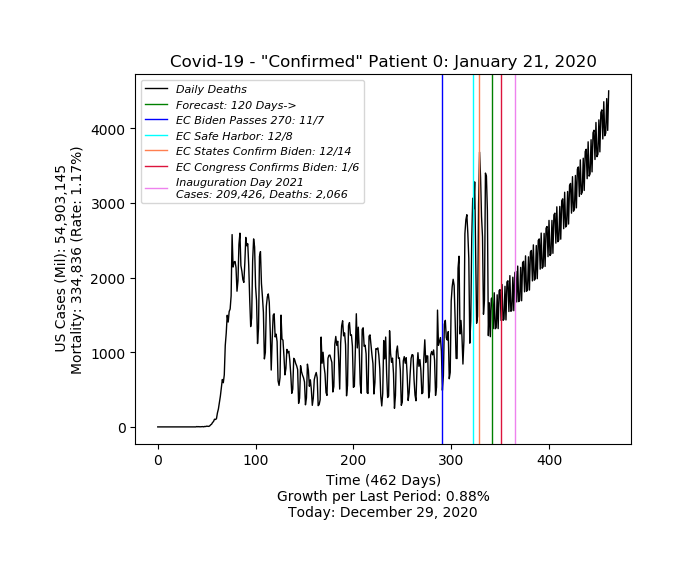 Covid-19 - "Confirmed" Patient 0: January 21, 2020
Daily Deaths
Forecast: 120 Days->
EC Biden Passes 270: 11/7
EC Safe Harbor: 12/8
EC States Confirm Biden: 12/14
EC Congress Confirms Biden: 1/6
Inauguration Day 2021
Cases: 209,426, Deaths: 2,066
US Cases (Mil): 54,903,145
Mortality: 334,836 (Rate: 1.17%)
4000
3000
2000
1000
0
0 100 200 300 400
Time (462 Days)
Growth per Last Period: 0.88%
Today: December 29, 2020